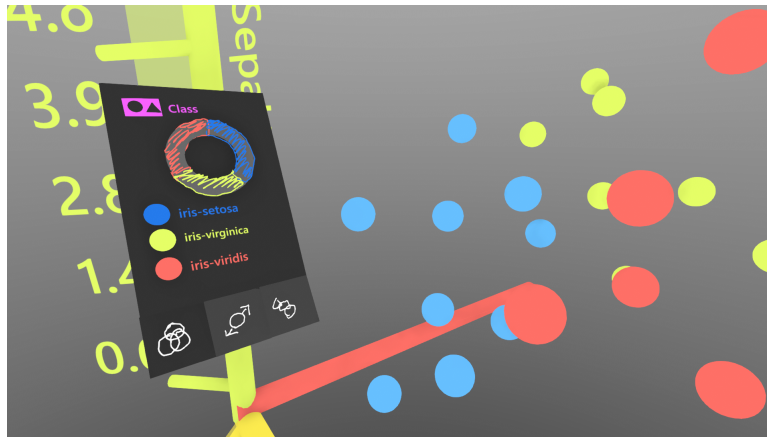 4.6
Sepa
3.9
Class
2.8
iris-setosa
iris-virginica
iris-viridis
1.4
0.0